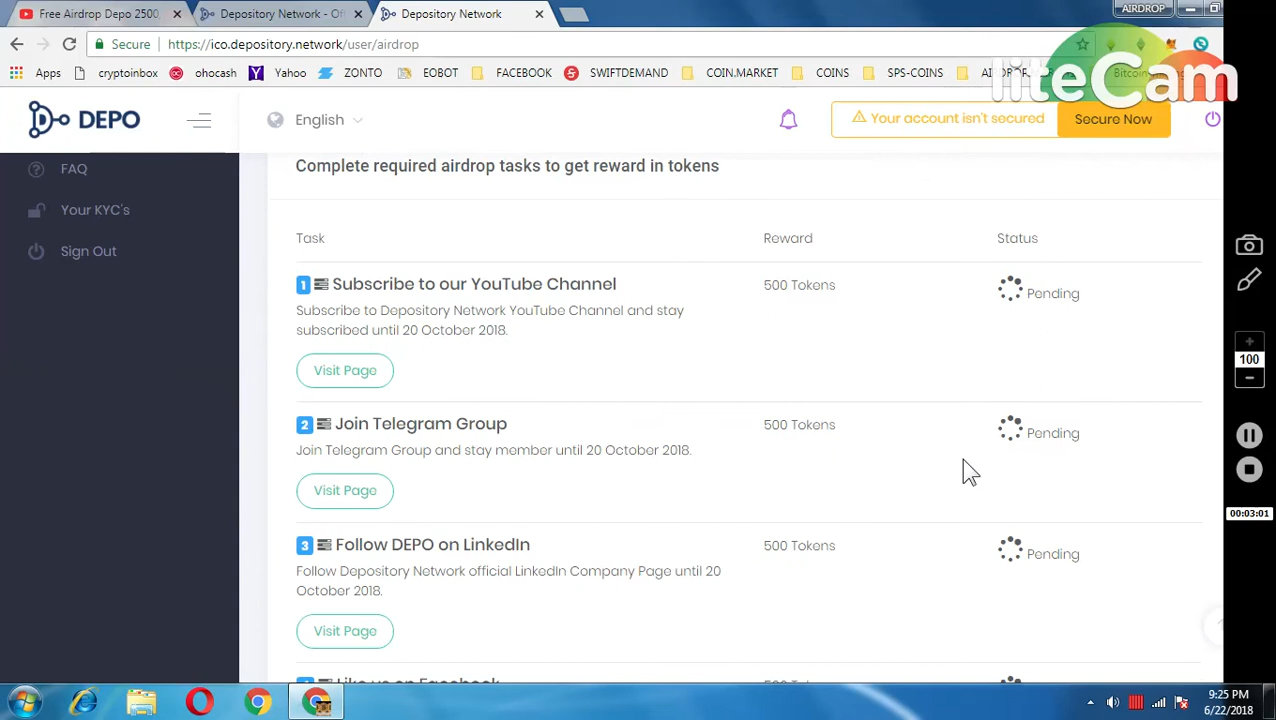 Free Airdrop Depo 2500
Depository Network - Of
Depository Network
AIRDROP
Secure
https://ico.depository.network/user/airdrop
Apps
cryptoinbox
ohocash
Yahoo
ZONTO
EOBOT
FACEBOOK
SWIFTDEMAND
COIN.MARKET
COINS
SPS-COINS
liteCam
DEPO
English
Your account isn't secured
Secure Now
FAQ
Your KYC's
Sign Out
Complete required airdrop tasks to get reward in tokens
Task
Reward
Status
1 Subscribe to our YouTube Channel
500 Tokens
Pending
Subscribe to Depository Network YouTube Channel and stay
subscribed until 20 October 2018.
Visit Page
2 Join Telegram Group
500 Tokens
Pending
Join Telegram Group and stay member until 20 October 2018.
Visit Page
3 Follow DEPO on LinkedIn
500 Tokens
Pending
Follow Depository Network official LinkedIn Company Page until 20
October 2018.
Visit Page
Like us on Facebook
100
00:03:01
9:25 PM
6/22/2018